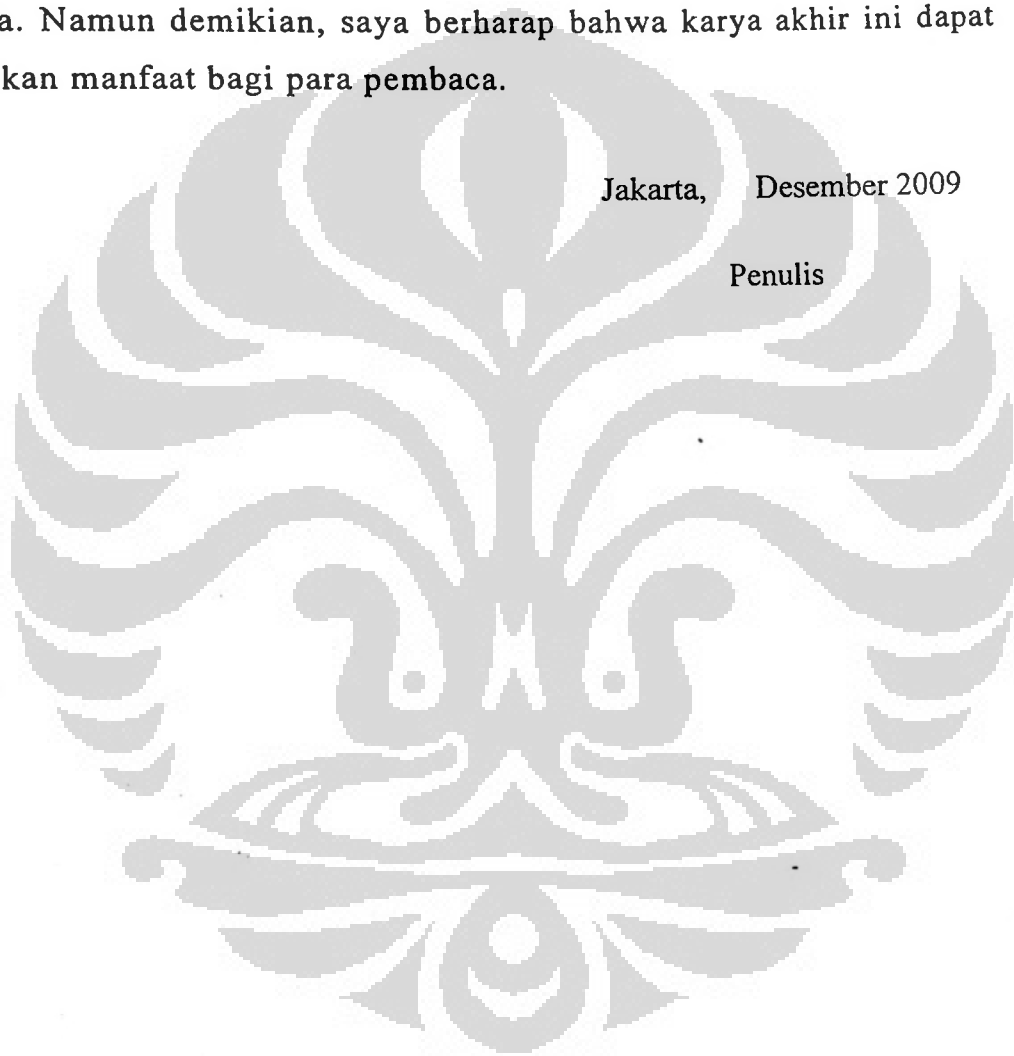 a. Namun demikian, saya berharap bahwa karya akhir ini dapat
kan manfaat bagi para pembaca.
Jakarta, Desember 2009
Penulis